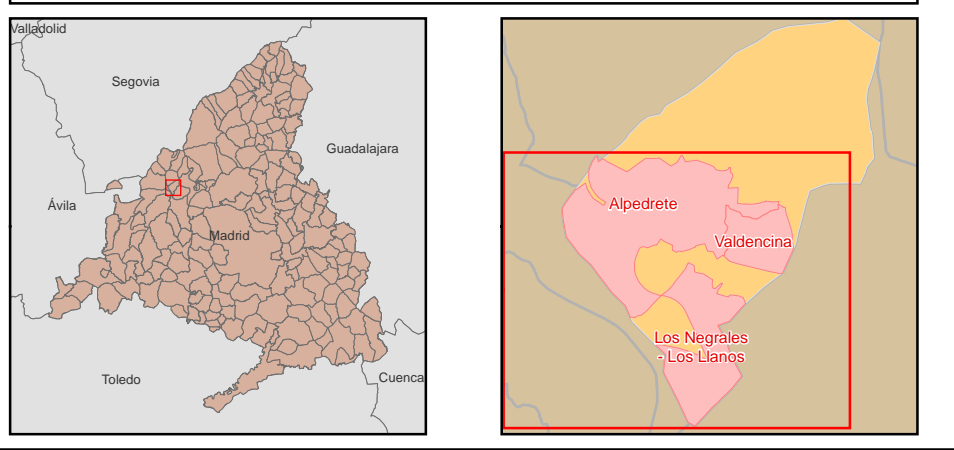 Valladolid
Segovia
Guadalajara
Ávila
Madrid
Toledo
Cuenca
Alpedrete
Valdencina
Los Negrales
- Los Llanos